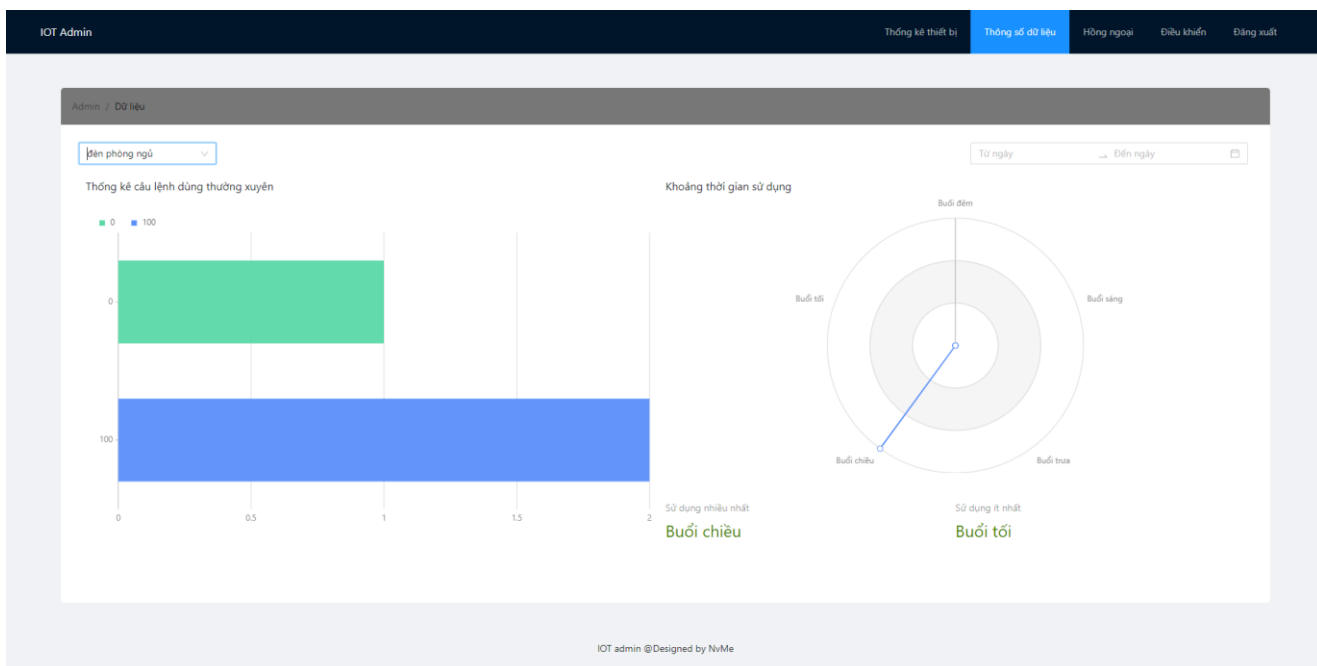 IOT Admin
Thống kê thiết bị
Thông số dữ liệu
Hồng ngoại
Điều khiển
Đăng xuất
Admin / Dữ liệu
đèn phòng ngủ
Từ ngày → Đến ngày
Thống kê câu lệnh dùng thường xuyên
0 100
0
100
0 0.5 1 1.5 2
Khoảng thời gian sử dụng
Buổi đêm
Buổi tối
Buổi sáng
Buổi chiều
Buổi trưa
Sử dụng nhiều nhất
Buổi chiều
Sử dụng ít nhất
Buổi tối
IOT admin @Designed by NvMe